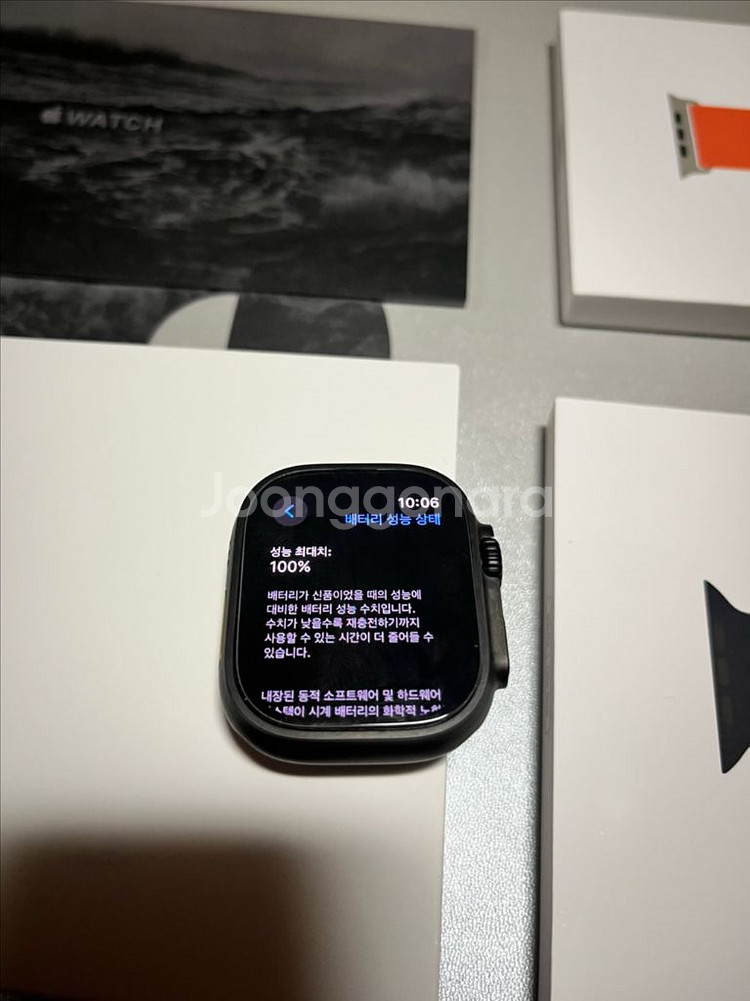 WATCH
Joonggonara
10:06
배터리 성능 상태
성능 최대치:
100%
배터리가 신품이었을 때의 성능에
대비한 배터리 성능 수치입니다.
수치가 낮을수록 재충전하기까지
사용할 수 있는 시간이 더 줄어들 수
있습니다.
내장된 동적 소프트웨어 및 하드웨어
시계 배터리의 화학적